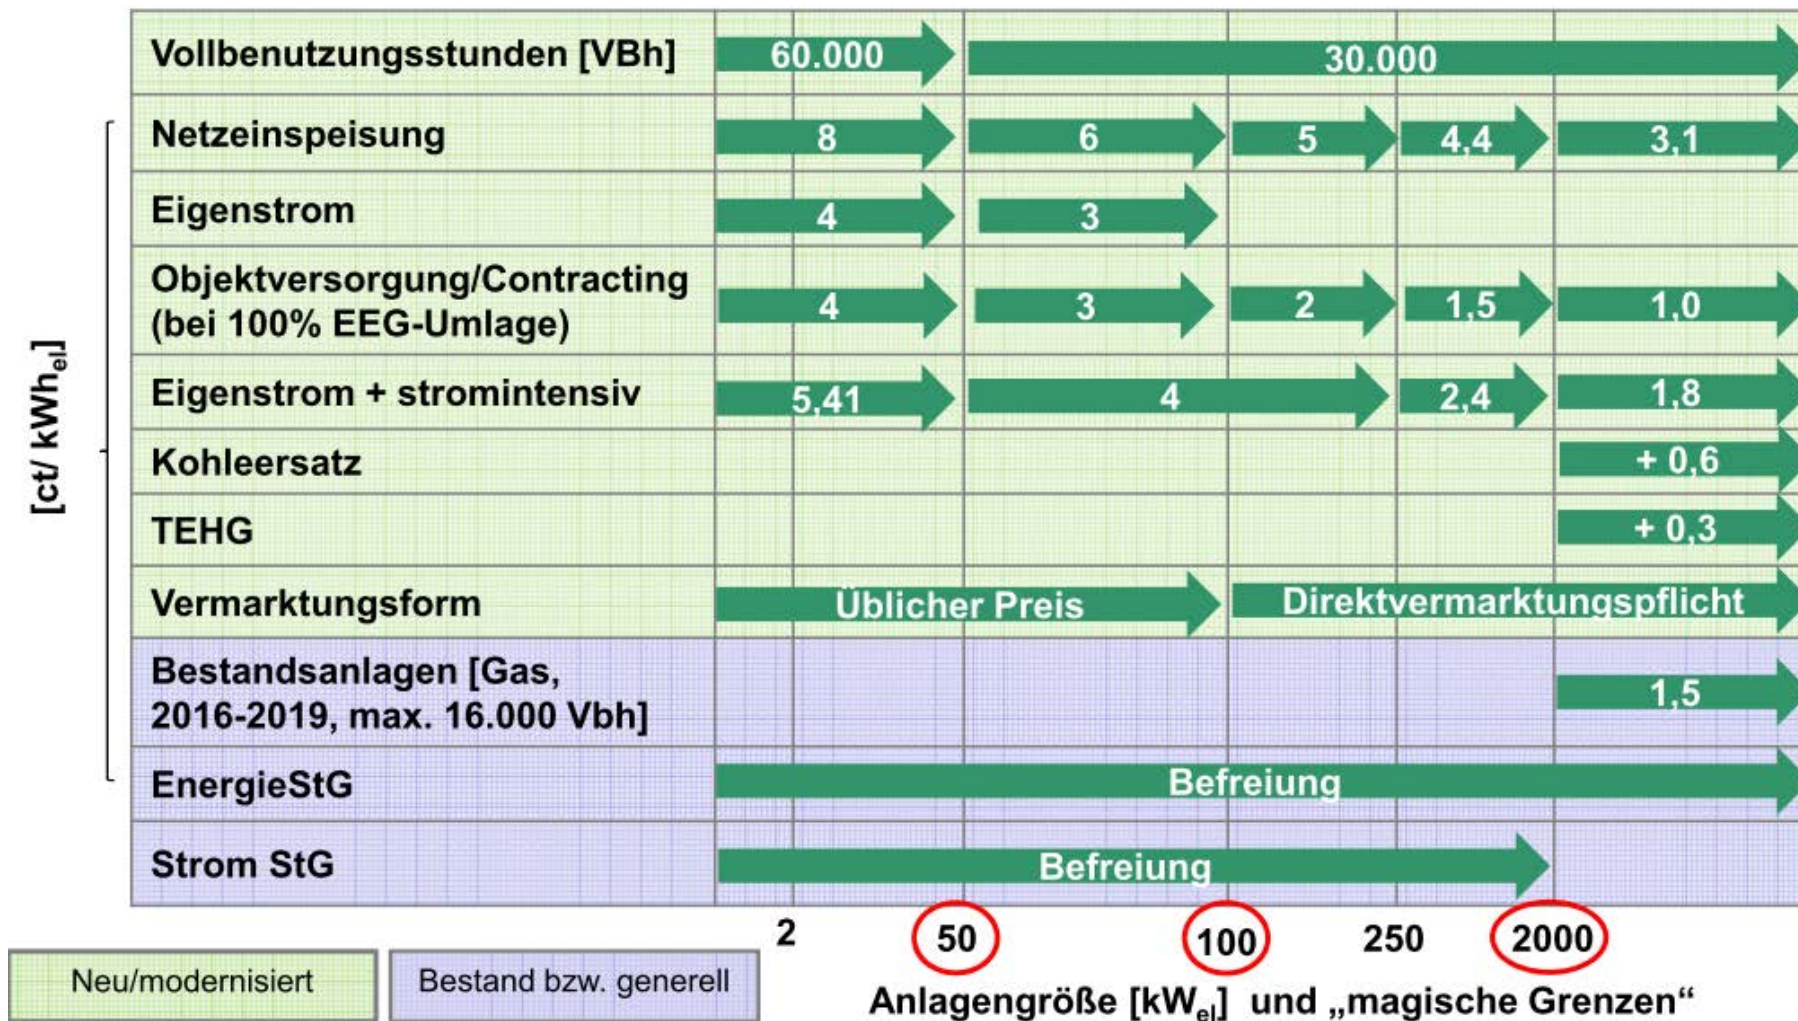 Vollbenutzungsstunden [VBh]
60.000
30.000
Netzeinspeisung
8
6
5
4,4
3,1
Eigenstrom
4
3
Objektversorgung/Contracting
(bei 100% EEG-Umlage)
4
3
2
1,5
1,0
Eigenstrom + stromintensiv
5,41
4
2,4
1,8
Kohleersatz
+ 0,6
TEHG
+ 0,3
Vermarktungsform
Üblicher Preis
Direktvermarktungspflicht
Bestandsanlagen [Gas,
2016-2019, max. 16.000 Vbh]
1,5
EnergieStG
Befreiung
Strom StG
Befreiung
[ct/ kWhel]
2
50
100
250
2000
Neu/modernisiert
Bestand bzw. generell
Anlagengröße [kWel] und „magische Grenzen“